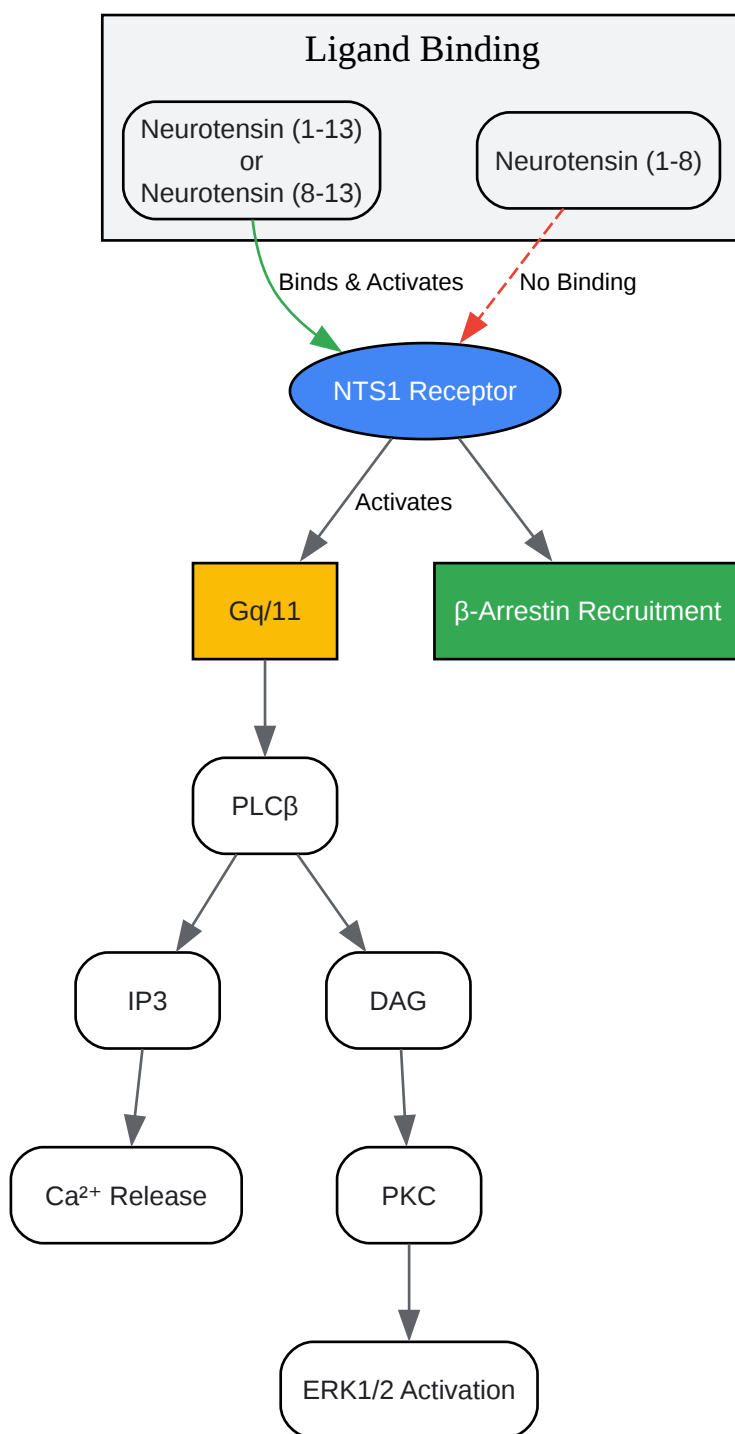 Ligand Binding
Neurotensin (1-13)
or
Neurotensin (8-13)
Neurotensin (1-8)
Binds & Activates
No Binding
NTS1 Receptor
Activates
Gq/11
β-Arrestin Recruitment
PLCβ
IP3
DAG
Ca²⁺ Release
PKC
ERK1/2 Activation